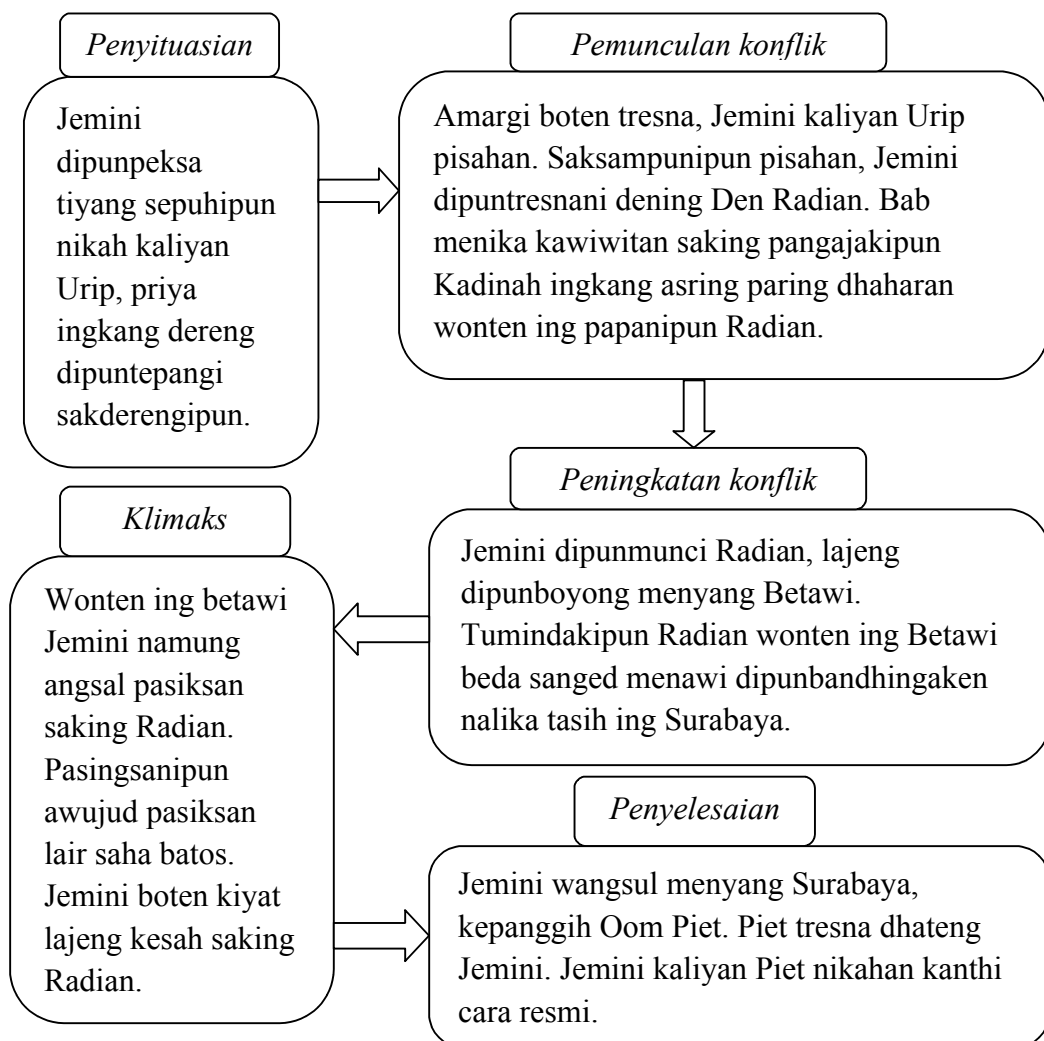 Penyituasian
Jemini
dipunpeksa
tiyang sepuhipun
nikah kaliyan
Urip, priya
ingkang dereng
dipuntepangi
sakderengipun.
Pemunculan konflik
Amargi boten tresna, Jemini kaliyan Urip
pisahan. Saksampunipun pisahan, Jemini
dipuntresnani dening Den Radian. Bab
menika kawiwitan saking pangajakipun
Kadinah ingkang asring paring dhaharan
wonten ing papanipun Radian.
Peningkatan konflik
Jemini dipunmunci Radian, lajeng
dipunboyong menyang Betawi.
Tumindakipun Radian wonten ing Betawi
beda sanged menawi dipunbandhingaken
nalika tasih ing Surabaya.
Klimaks
Wonten ing betawi
Jemini namung
angsal pasiksan
saking Radian.
Pasingsanipun
awujud pasiksan
lair saha batos.
Jemini boten kiyat
lajeng kesah saking
Radian.
Penyelesaian
Jemini wangsul menyang Surabaya,
kepanggih Oom Piet. Piet tresna dhateng
Jemini. Jemini kaliyan Piet nikahan kanthi
cara resmi.